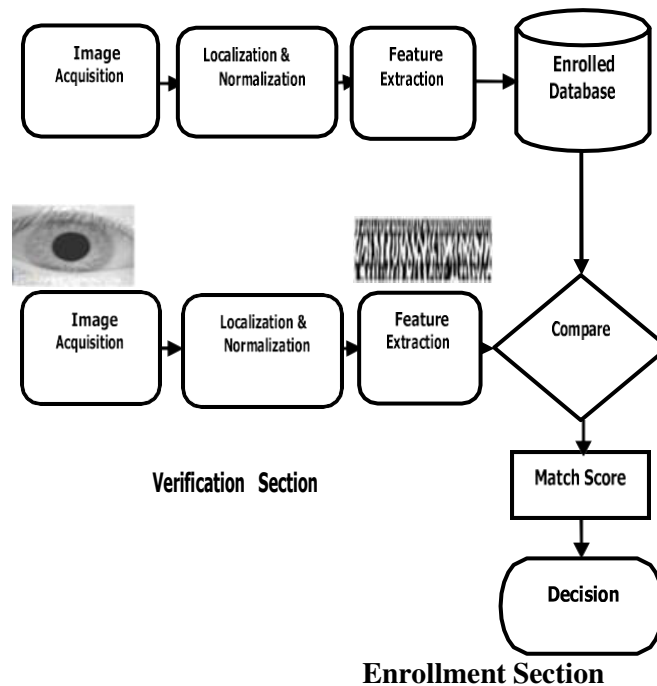 Image
Acquisition
Localization &
Normalization
Feature
Extraction
Enrolled
Database
Image
Acquisition
Localization &
Normalization
Feature
Extraction
Compare
Verification Section
Match Score
Decision
Enrollment Section